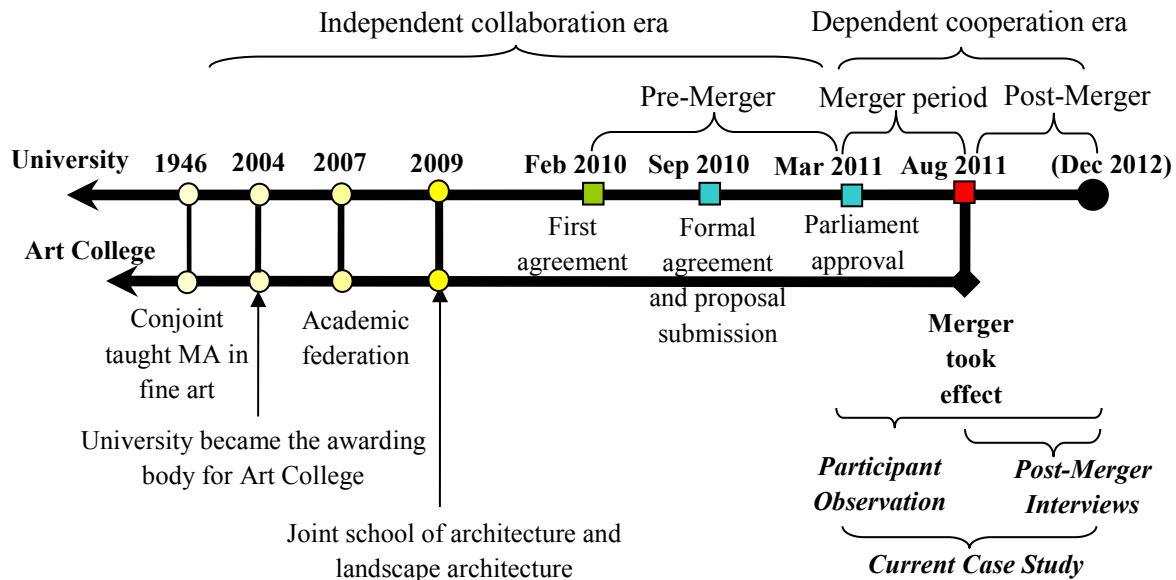 Independent collaboration era
Dependent cooperation era
Pre-Merger
Merger period
Post-Merger
University
1946
2004
2007
2009
Feb 2010
Sep 2010
Mar 2011
Aug 2011
(Dec 2012)
Art College
First
agreement
Formal
agreement
and proposal
submission
Parliament
approval
Conjoint
taught MA in
fine art
Academic
federation
Merger
took
effect
University became the awarding
body for Art College
Joint school of architecture and
landscape architecture
Participant
Observation
Post-Merger
Interviews
Current Case Study